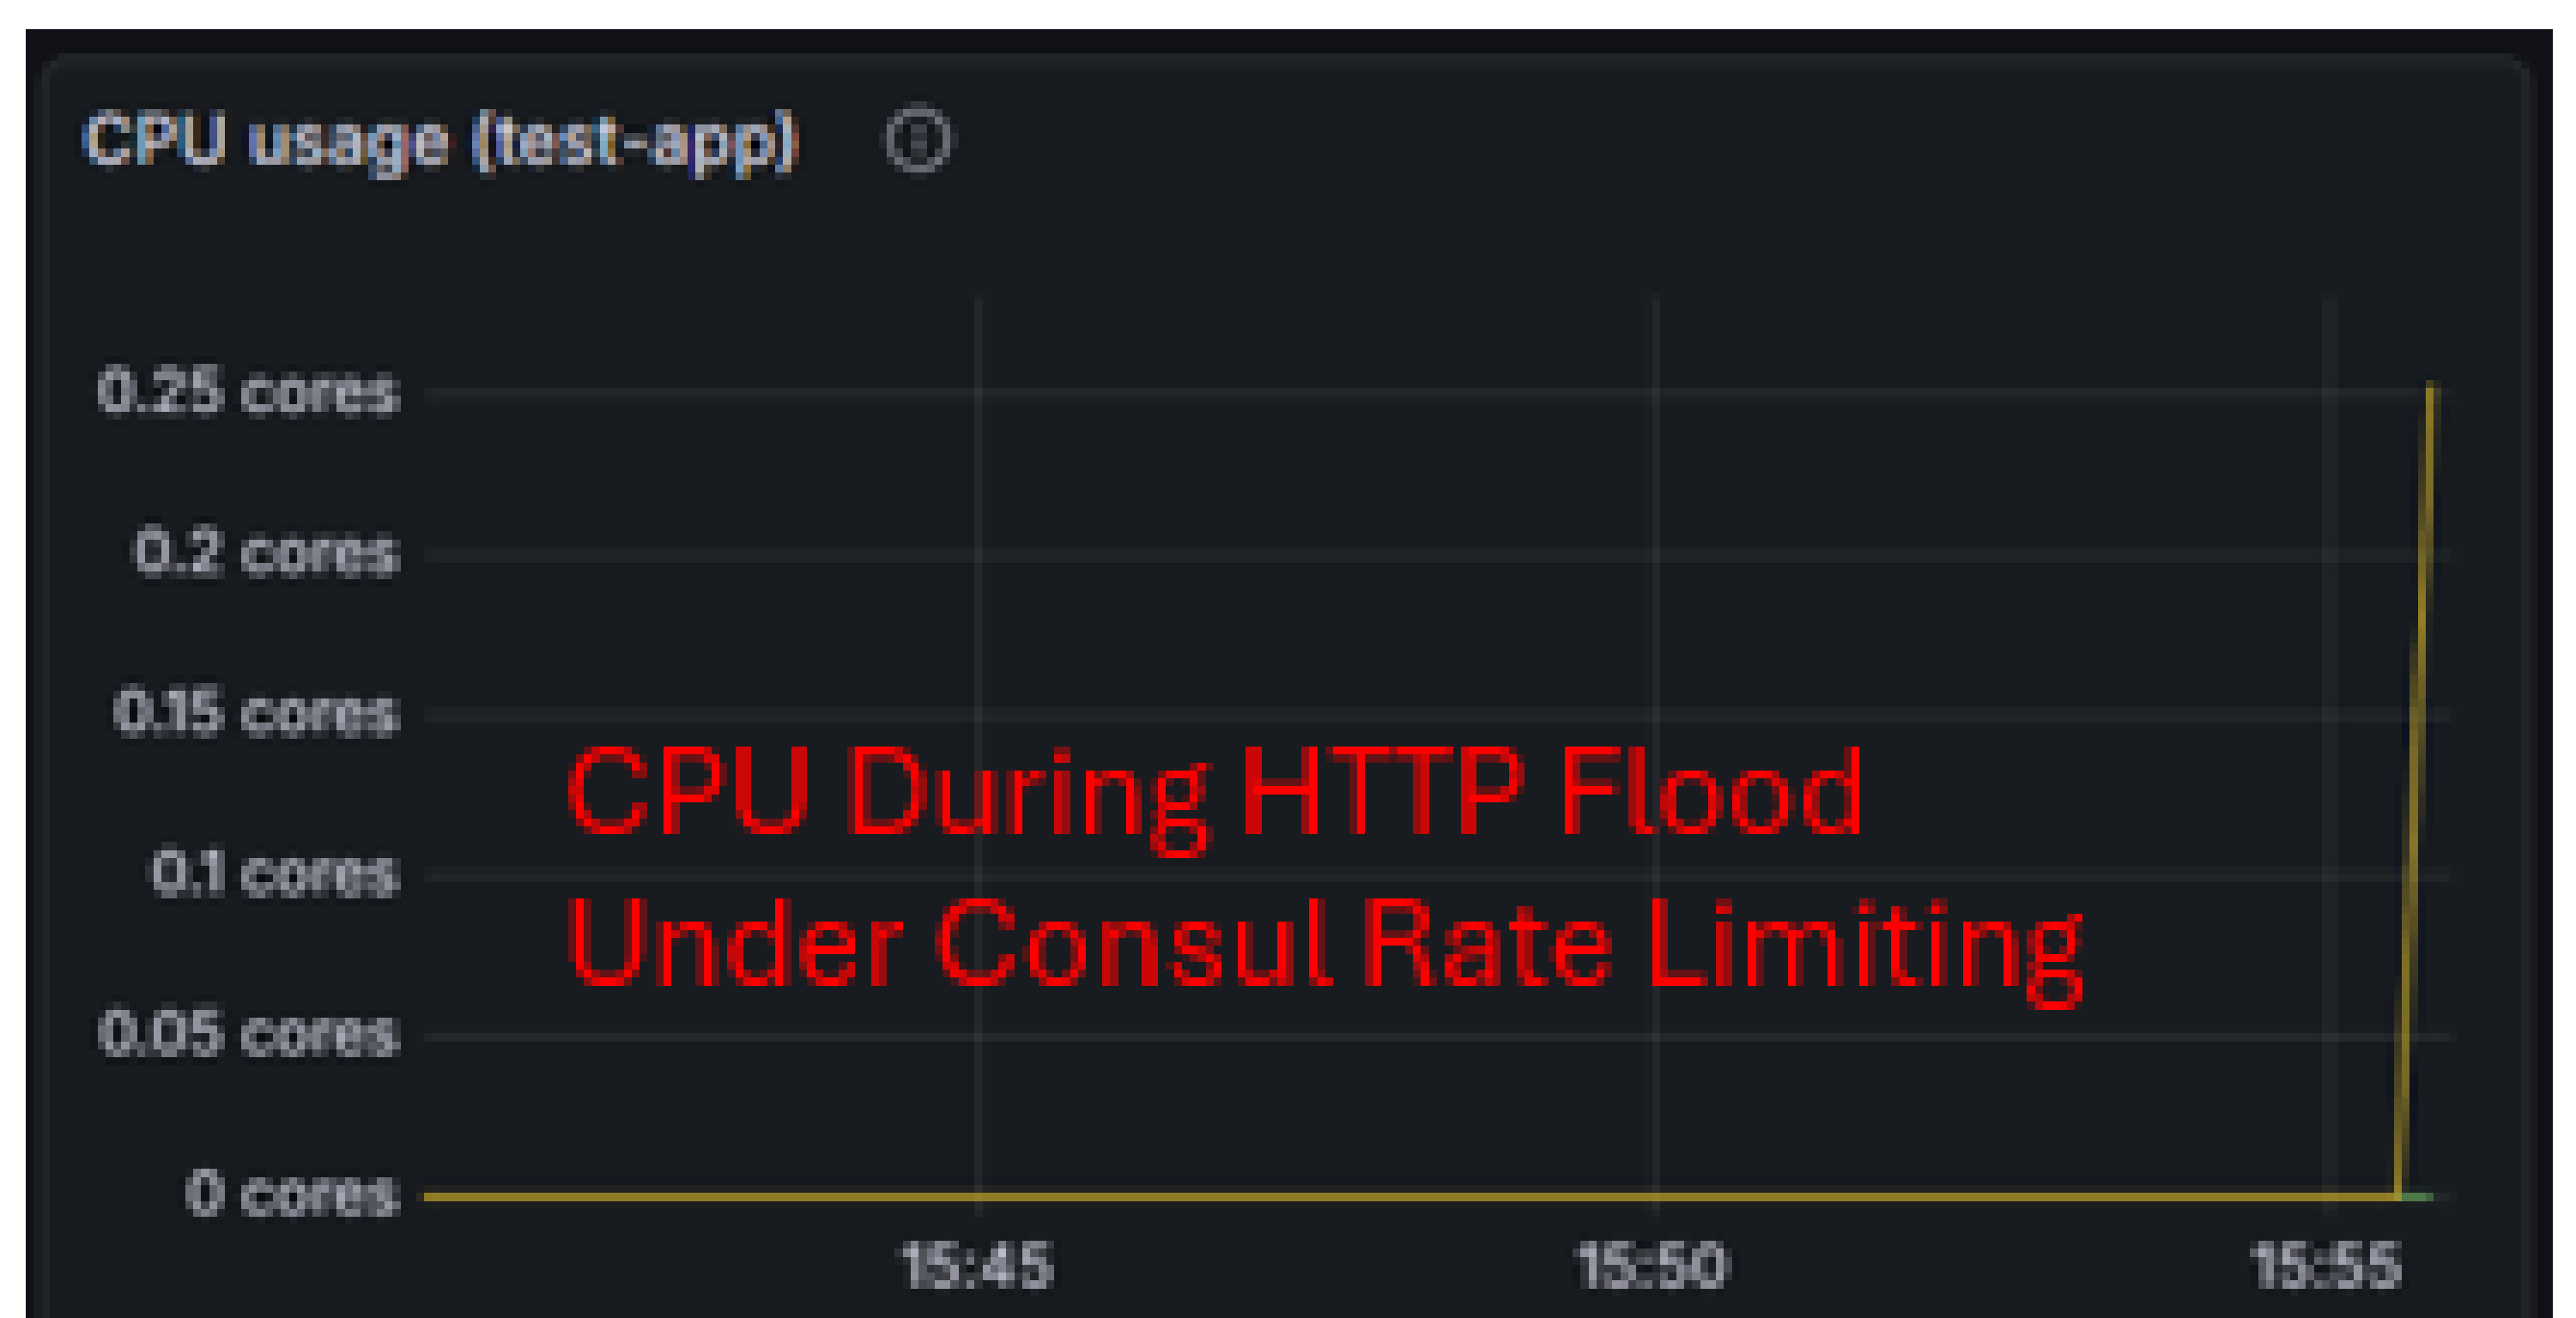 CPU usage (test-app)
0.25 cores
0.2 cores
0.15 cores
CPU During HTTP Flood
0.1 cores
Under Consul Rate Limiting
0.05 cores
0 cores
15:45 15:50 15:55